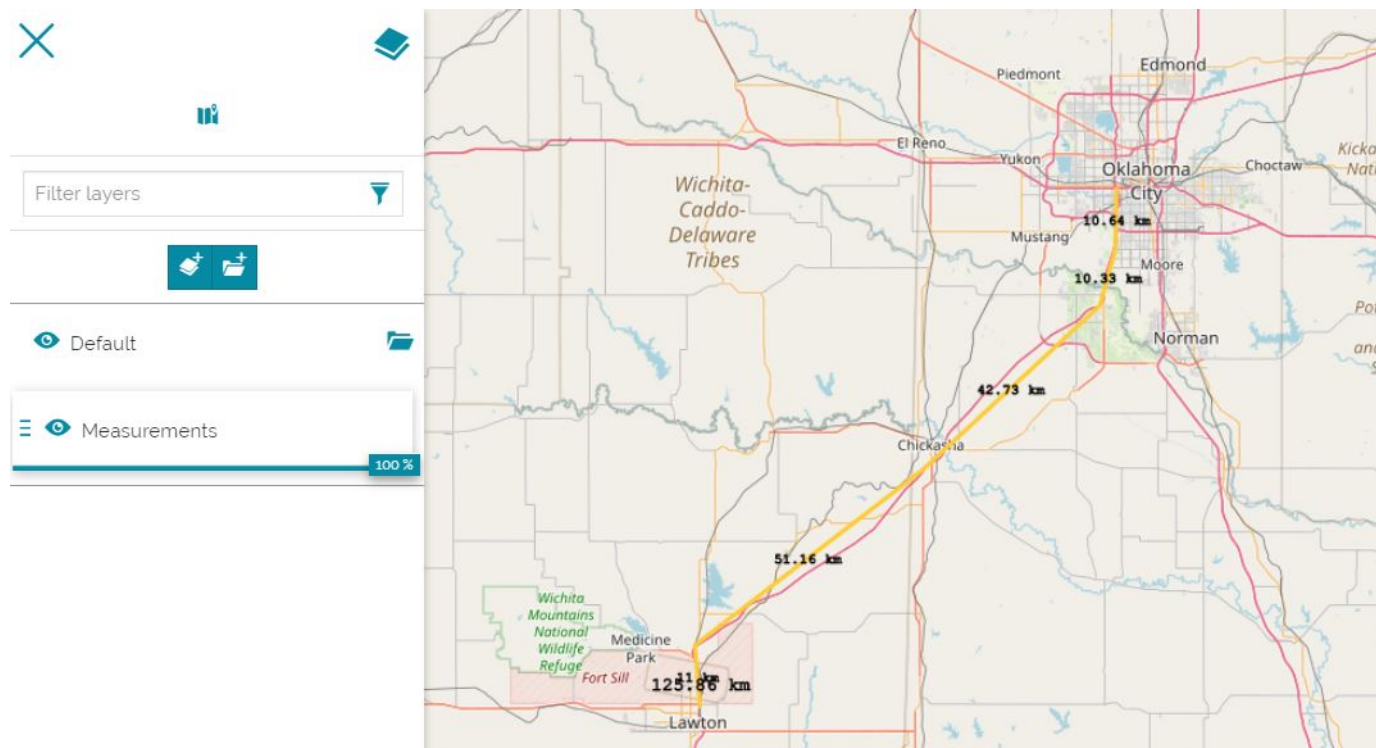 Filter layers
Default
Measurements
100 %
Piedmont
Edmond
El Reno
Yukon
Oklahoma
City
Choctaw
Wichita-
Caddo-
Delaware
Tribes
10.64 km
Mustang
Moore
10.33 km
Norman
42.73 km
Chickasha
51.16 km
Wichita
Mountains
National
Wildlife
Refuge
Medicine
Park
Fort Sill
11 km
125.86 km
Lawton